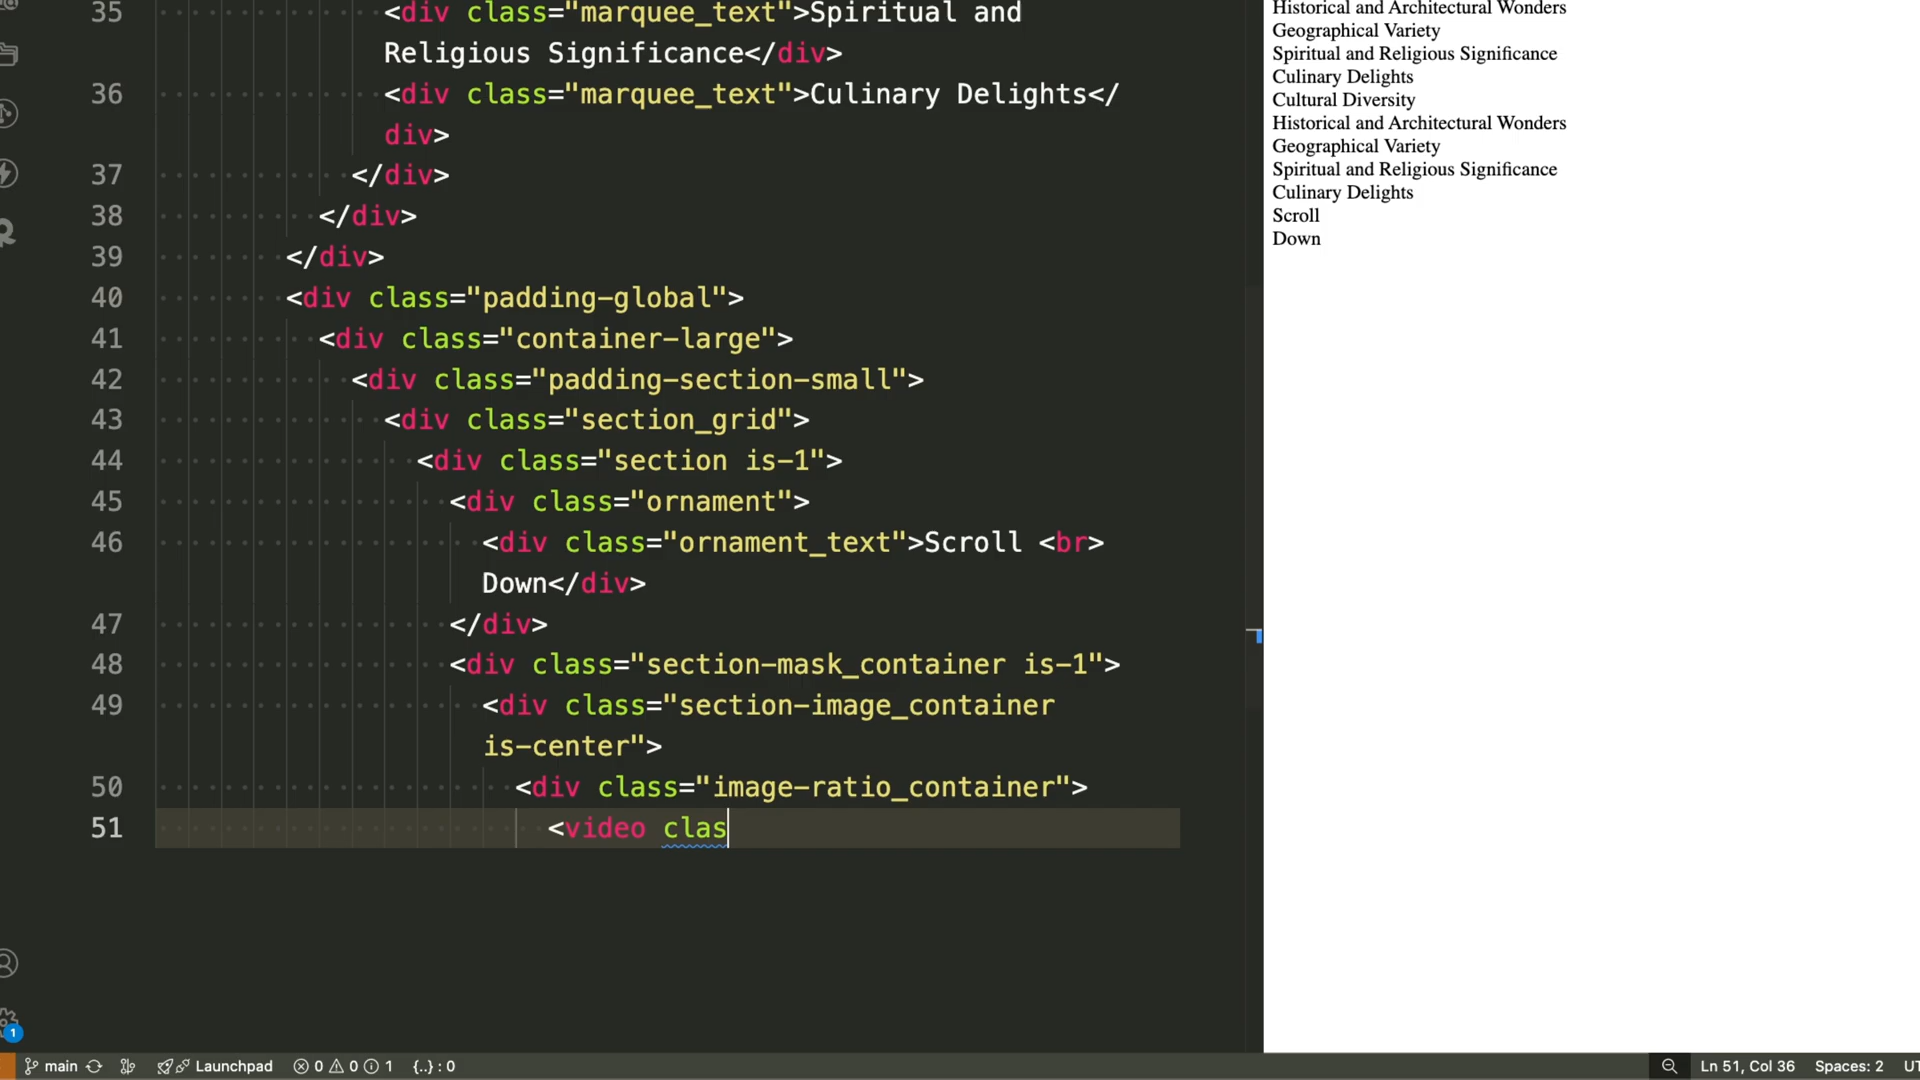 35 <div class="marquee_text">Spiritual and
Religious Significance</div>
36 <div class="marquee_text">Culinary Delights</
div>
37 </div>
38 </div>
39 </div>
40 <div class="padding-global">
41 <div class="container-large">
42 <div class="padding-section-small">
43 <div class="section_grid">
44 <div class="section is-1">
45 <div class="ornament">
46 <div class="ornament_text">Scroll <br>
Down</div>
47 </div>
48 <div class="section-mask_container is-1">
49 <div class="section-image_container
is-center">
50 <div class="image-ratio_container">
51 <video clas
Historical and Architectural Wonders
Geographical Variety
Spiritual and Religious Significance
Culinary Delights
Cultural Diversity
Historical and Architectural Wonders
Geographical Variety
Spiritual and Religious Significance
Culinary Delights
Scroll
Down
1
main Launchpad 0 0 1 {..} : 0 Ln 51, Col 36 Spaces: 2 UT